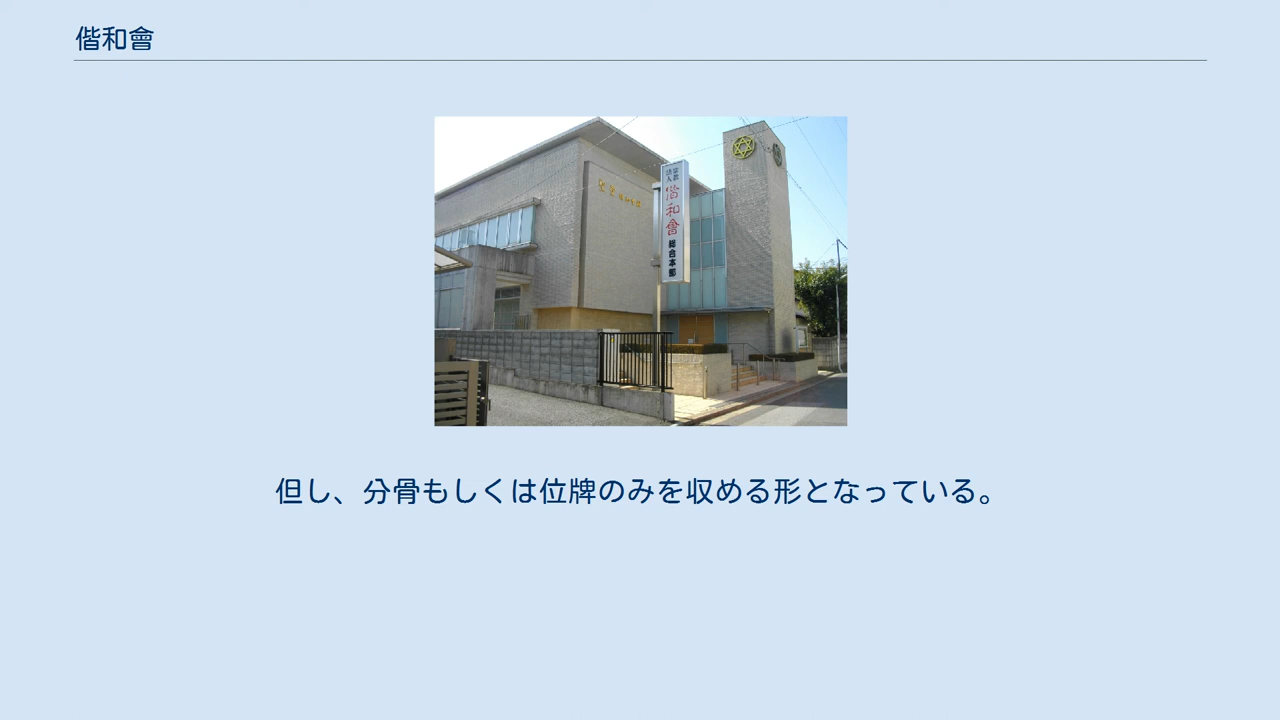 偕和會
宗教
法人
偕和會
総合本部
但し、分骨もしくは位牌のみを収める形となっている。